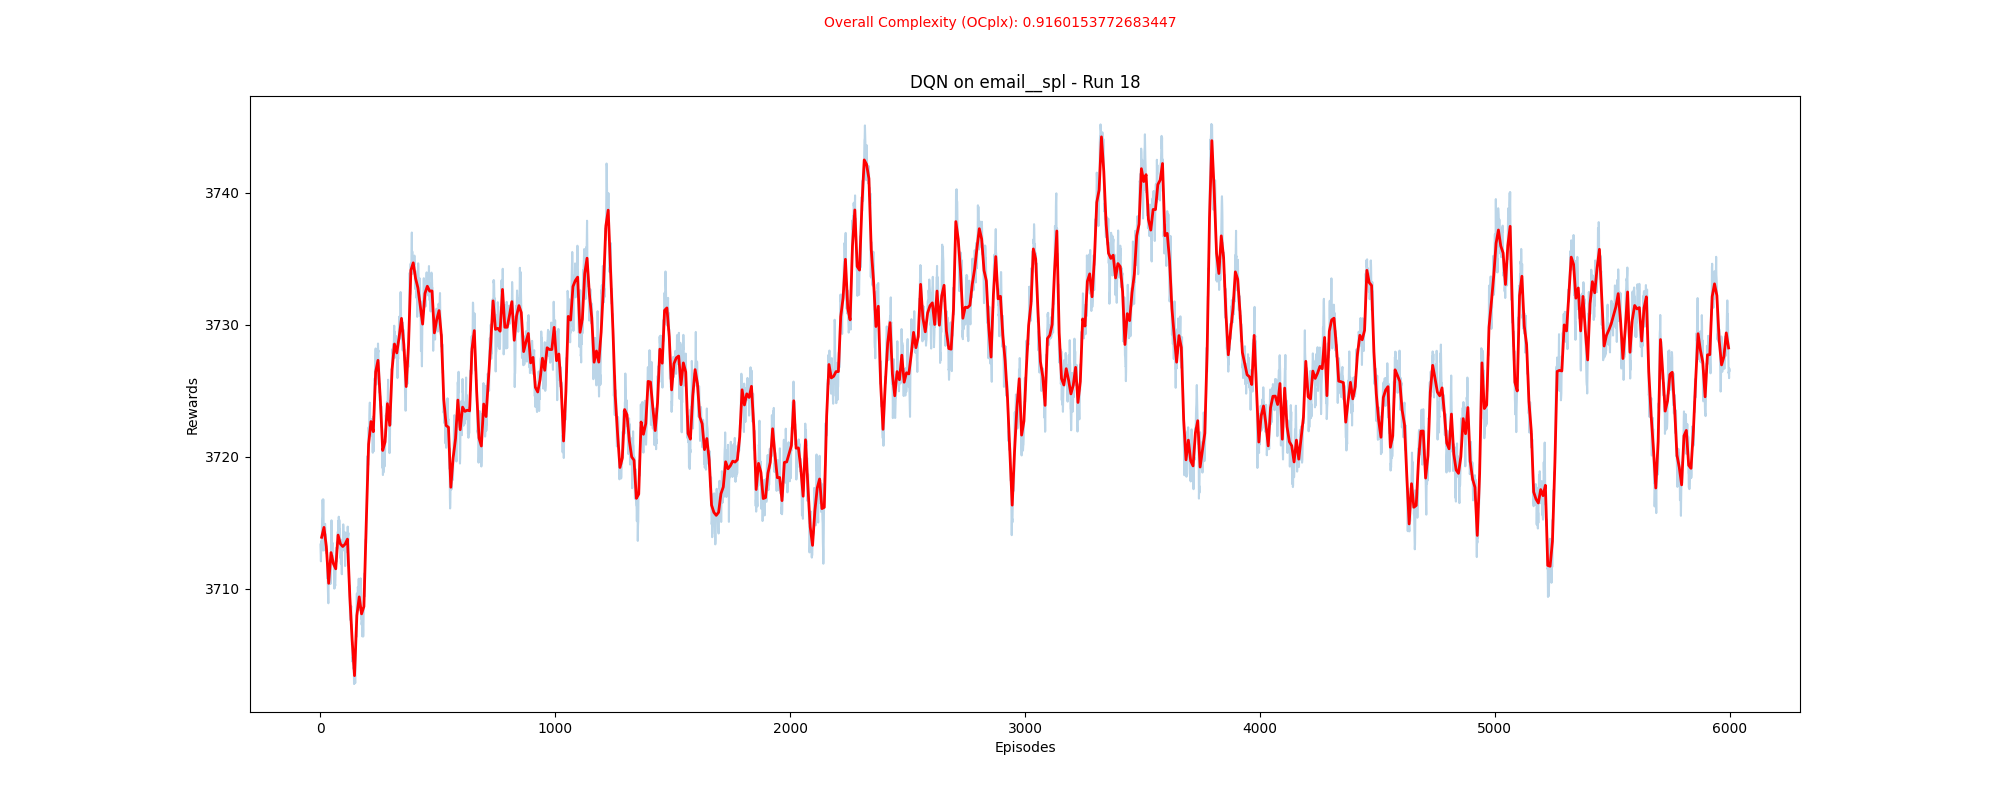 Overall Complexity (OCplx): 0.9160153772683447
DQN on email__spl - Run 18
Rewards
3740
3730
3720
3710
0 1000 2000 3000 4000 5000 6000
Episodes